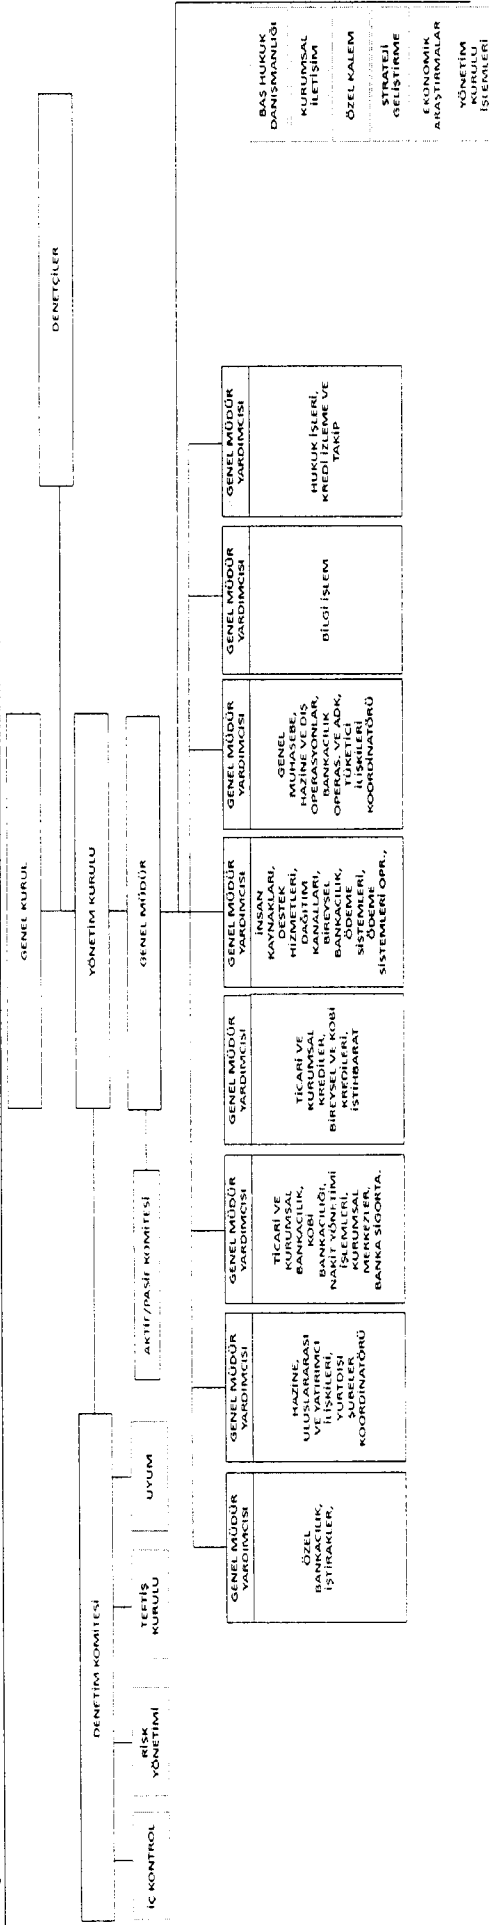 GENEL KURUL
DENETÇİLER
YÖNETİM KURULU
DENETİM KOMİTESİ
GENEL MÜDÜR
İÇ KONTROL
RİSK
YÖNETİMİ
TEFTİŞ
KURULU
UYUM
AKTİF/PASİF KOMİTESİ
GENEL MÜDÜR
YARDIMCISI
ÖZEL
BANKACILIK,
İŞTİRAKLER,
GENEL MÜDÜR
YARDIMCISI
HAZİNE,
ULUSLARARASI
VE YATIRIMCI
İLİŞKİLERİ,
YURTDIŞI
ŞUBELER
KOORDİNATÖRÜ
GENEL MÜDÜR
YARDIMCISI
TİCARİ VE
KURUMSAL
BANKACILIK,
KOBİ
BANKACILIĞI,
NAKİT YÖNETİMİ
İŞLEMLERİ,
KURUMSAL
MERKEZLER,
BANKA SİGORTA.
GENEL MÜDÜR
YARDIMCISI
TİCARİ VE
KURUMSAL
KREDİLER,
BİREYSEL VE KOBİ
KREDİLERİ,
İSTİHBARAT
GENEL MÜDÜR
YARDIMCISI
İNSAN
KAYNAKLARI,
DESTEK
HİZMETLERİ,
DAĞITIM
KANALLARI,
BİREYSEL
BANKACILIK,
ÖDEME
SİSTEMLERİ,
ÖDEME
SİSTEMLERİ OPR.,
GENEL MÜDÜR
YARDIMCISI
GENEL
MUHASEBE,
HAZİNE VE DIŞ
OPERASYONLAR,
BANKACILIK
OPERAS. VE ADK,
TÜKETİCİ
İLİŞKİLERİ
KOORDİNATÖRÜ
GENEL MÜDÜR
YARDIMCISI
BİLGİ İŞLEM
GENEL MÜDÜR
YARDIMCISI
HUKUK İŞLERİ,
KREDİ İZLEME VE
TAKİP
BAŞ HUKUK
DANIŞMANLIĞI
KURUMSAL
İLETİŞİM
ÖZEL KALEM
STRATEJİ
GELİŞTİRME
EKONOMİK
ARAŞTIRMALAR
YÖNETİM
KURULU
İŞLEMLERİ